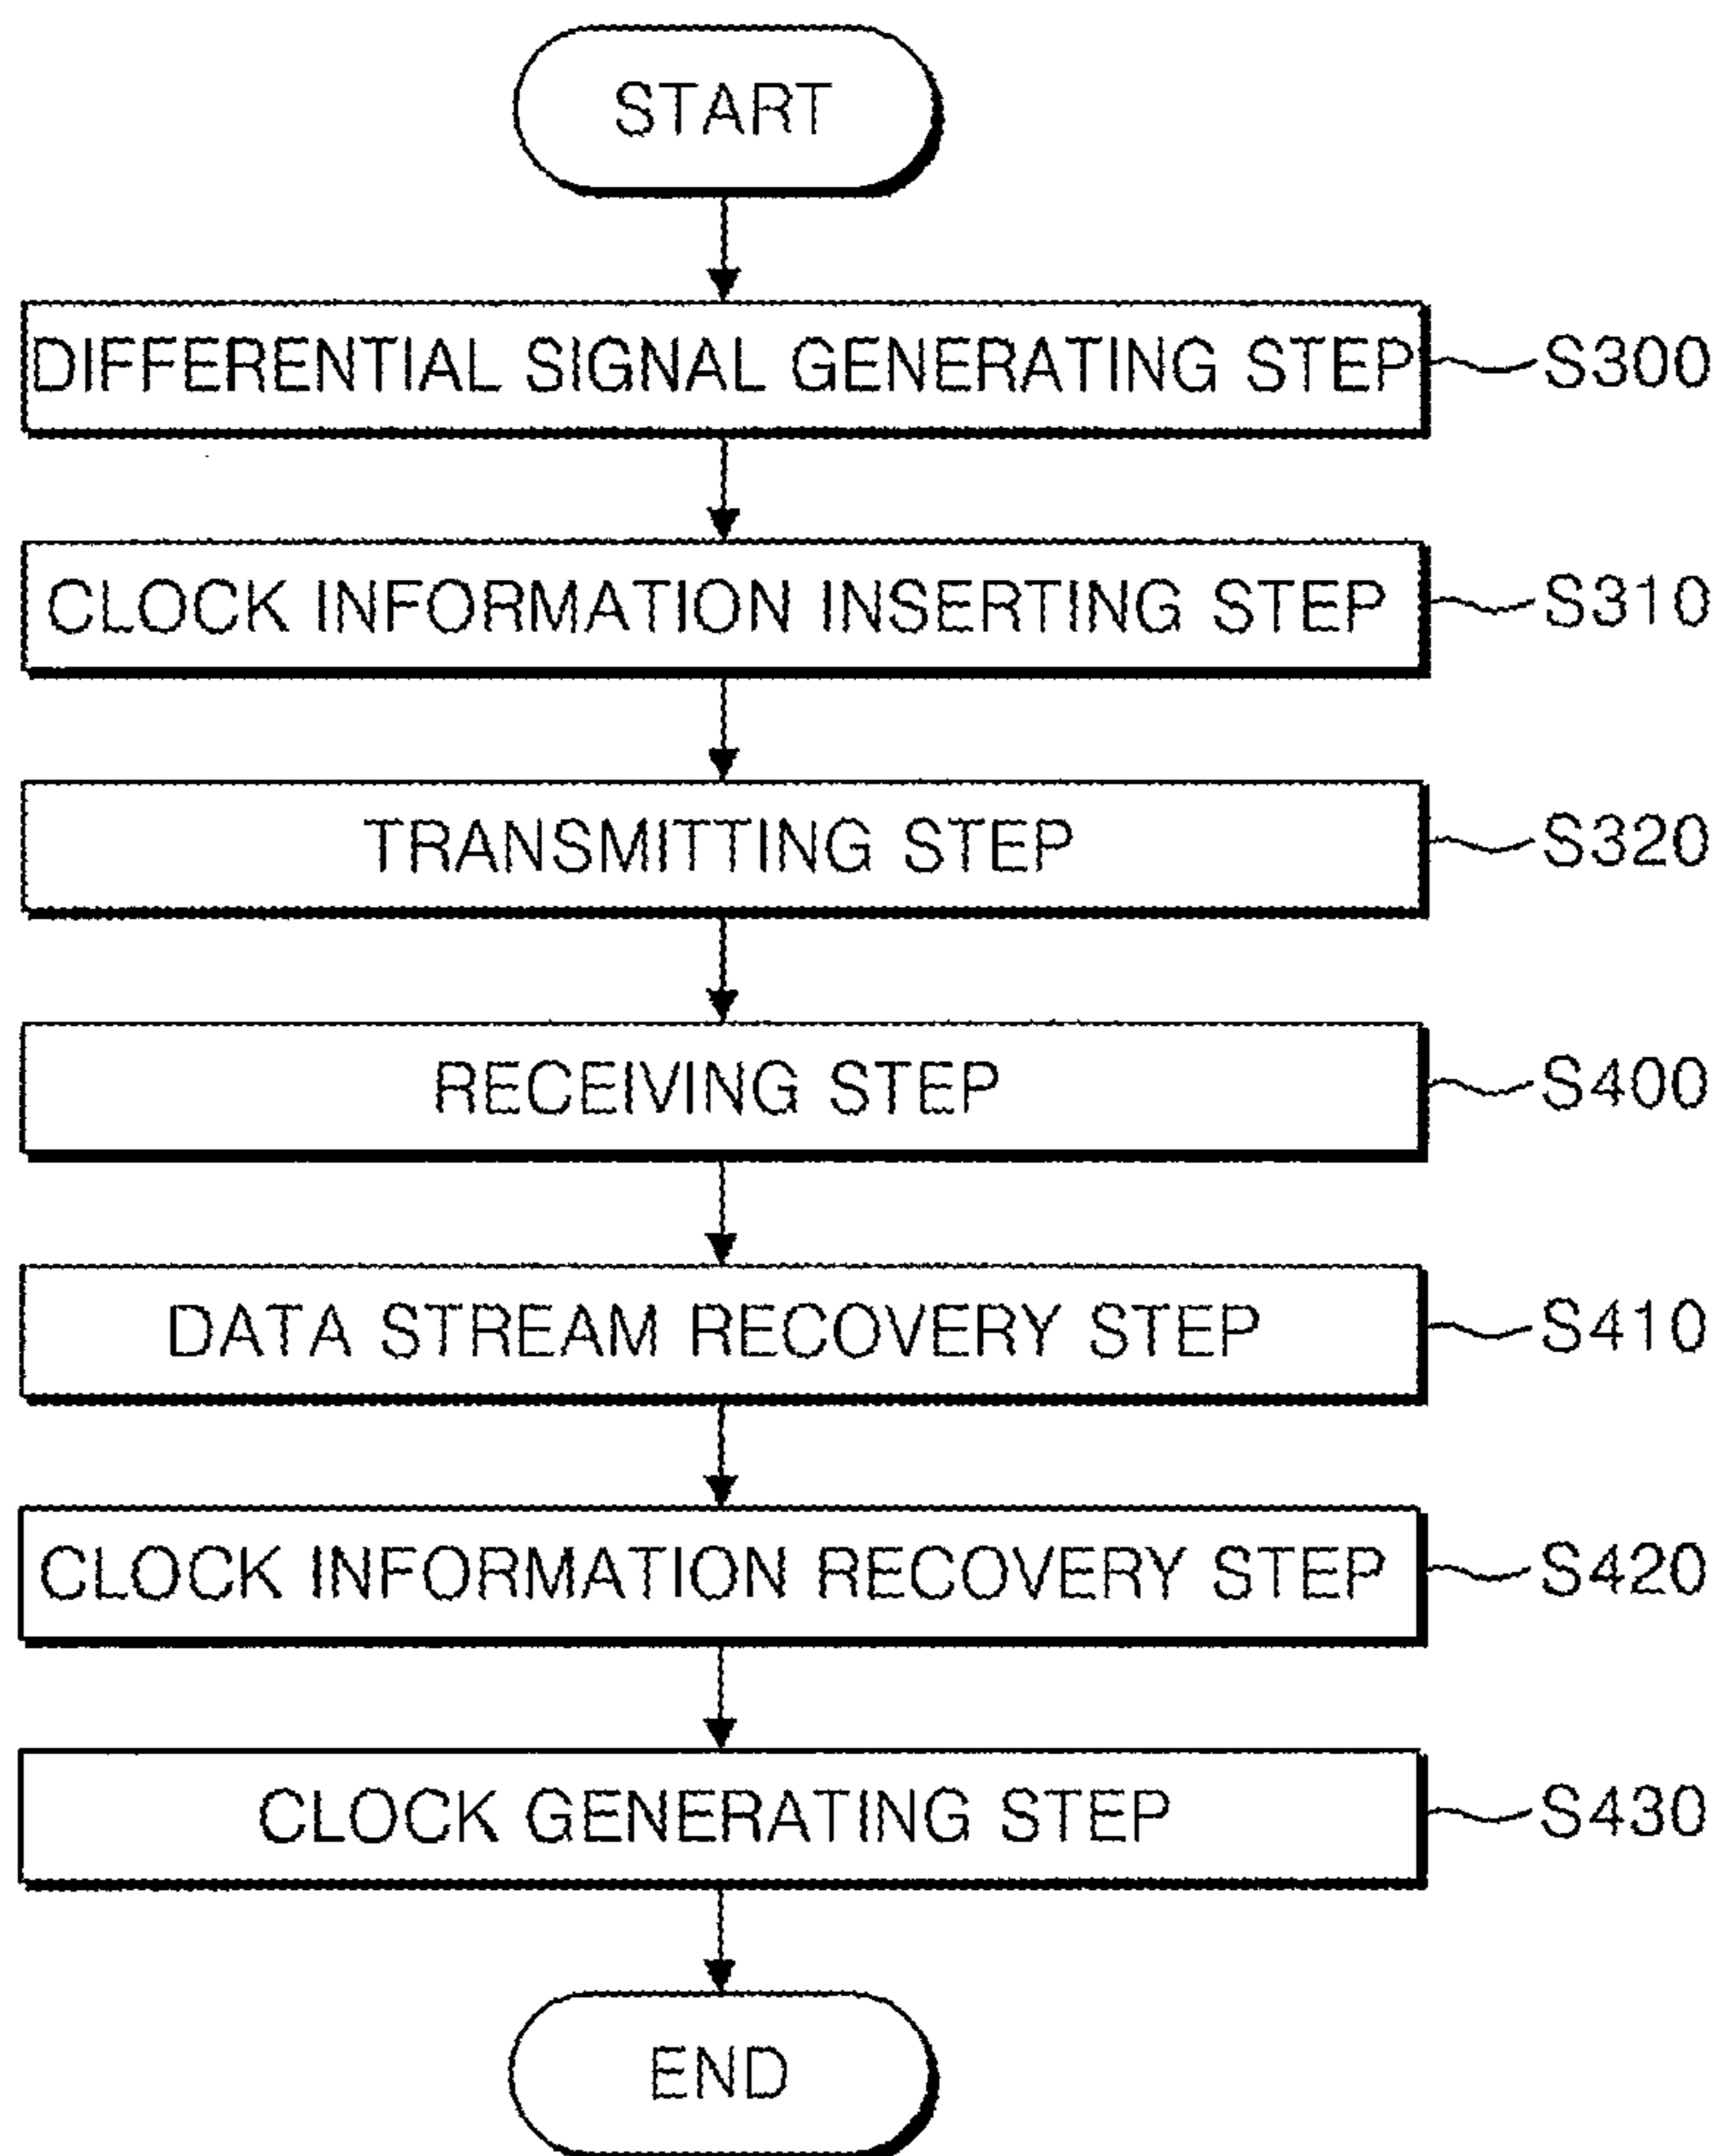 START
DIFFERENTIAL SIGNAL GENERATING STEP S300
CLOCK INFORMATION INSERTING STEP S310
TRANSMITTING STEP S320
RECEIVING STEP S400
DATA STREAM RECOVERY STEP S410
CLOCK INFORMATION RECOVERY STEP S420
CLOCK GENERATING STEP S430
END